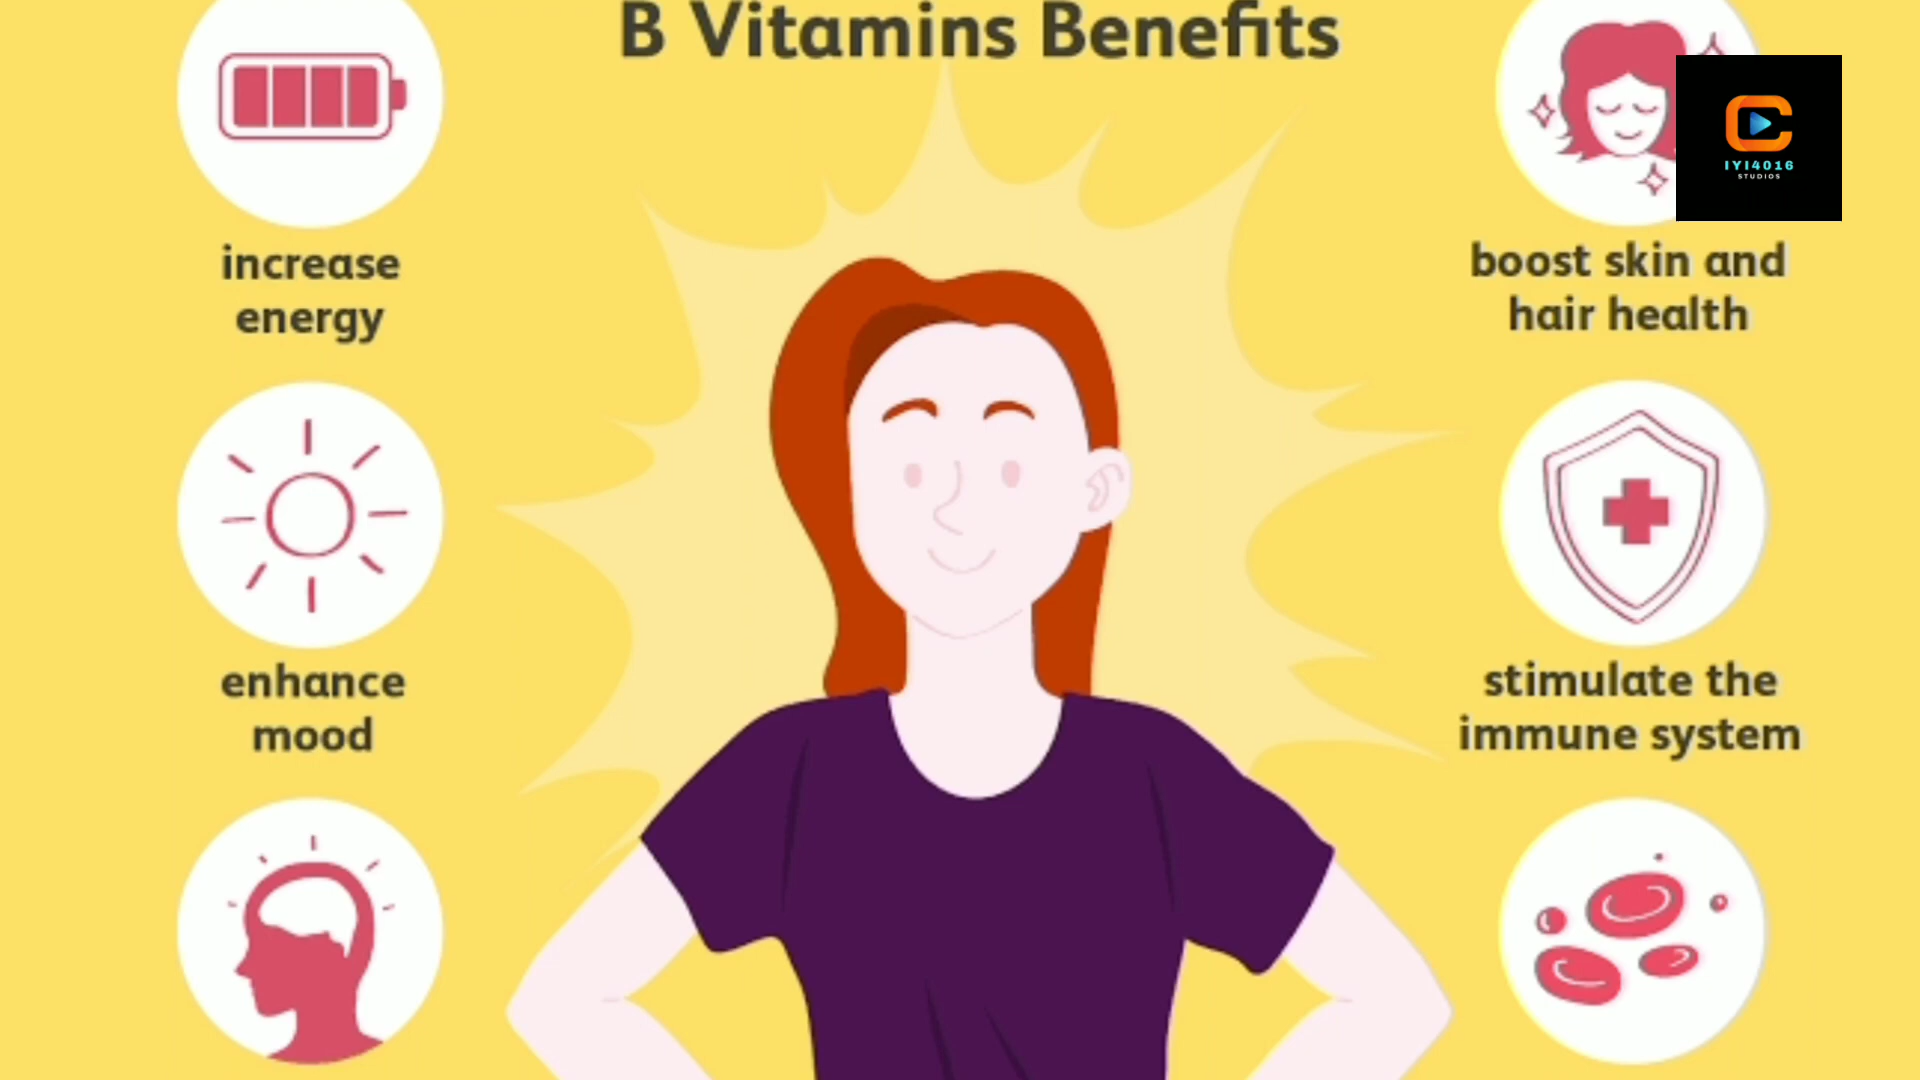 B Vitamins Benefits
increase
energy
boost skin and
hair health
IYI4016
STUDIOS
enhance
mood
stimulate the
immune system